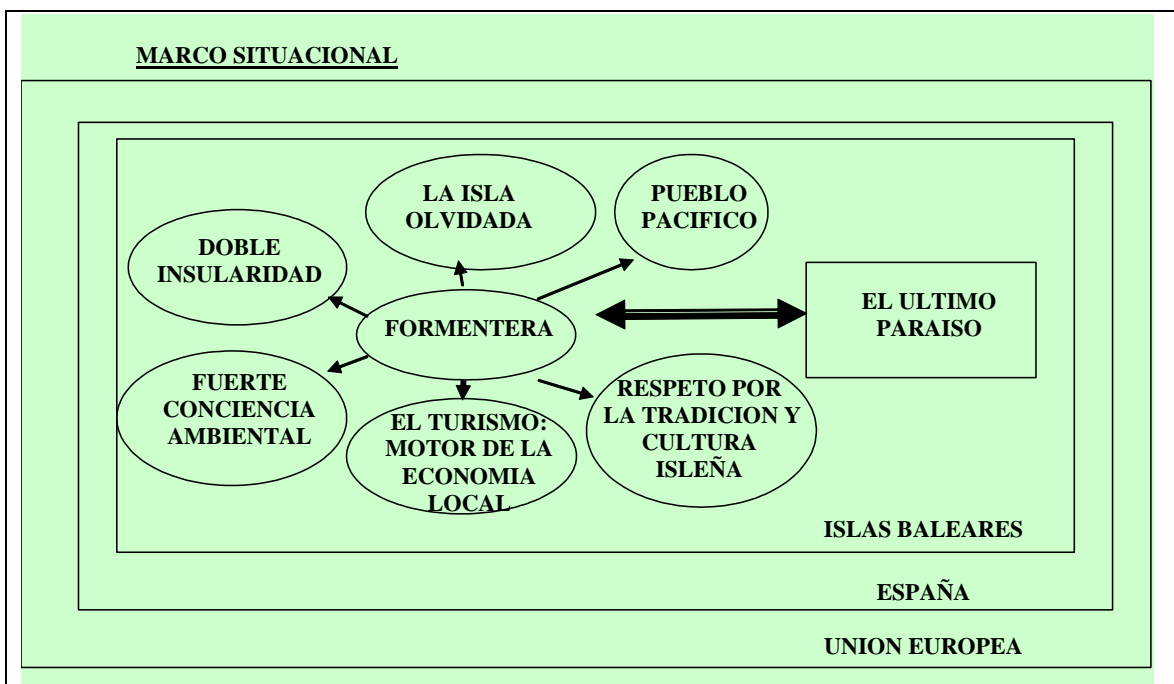 MARCO SITUACIONAL
LA ISLA
OLVIDADA
PUEBLO
PACIFICO
DOBLE
INSULARIDAD
FORMENTERA
EL ULTIMO
PARAISO
FUERTE
CONCIENCIA
AMBIENTAL
EL TURISMO:
MOTOR DE LA
ECONOMIA
LOCAL
RESPETO POR
LA TRADICION Y
CULTURA
ISLEÑA
ISLAS BALEARES
ESPAÑA
UNION EUROPEA